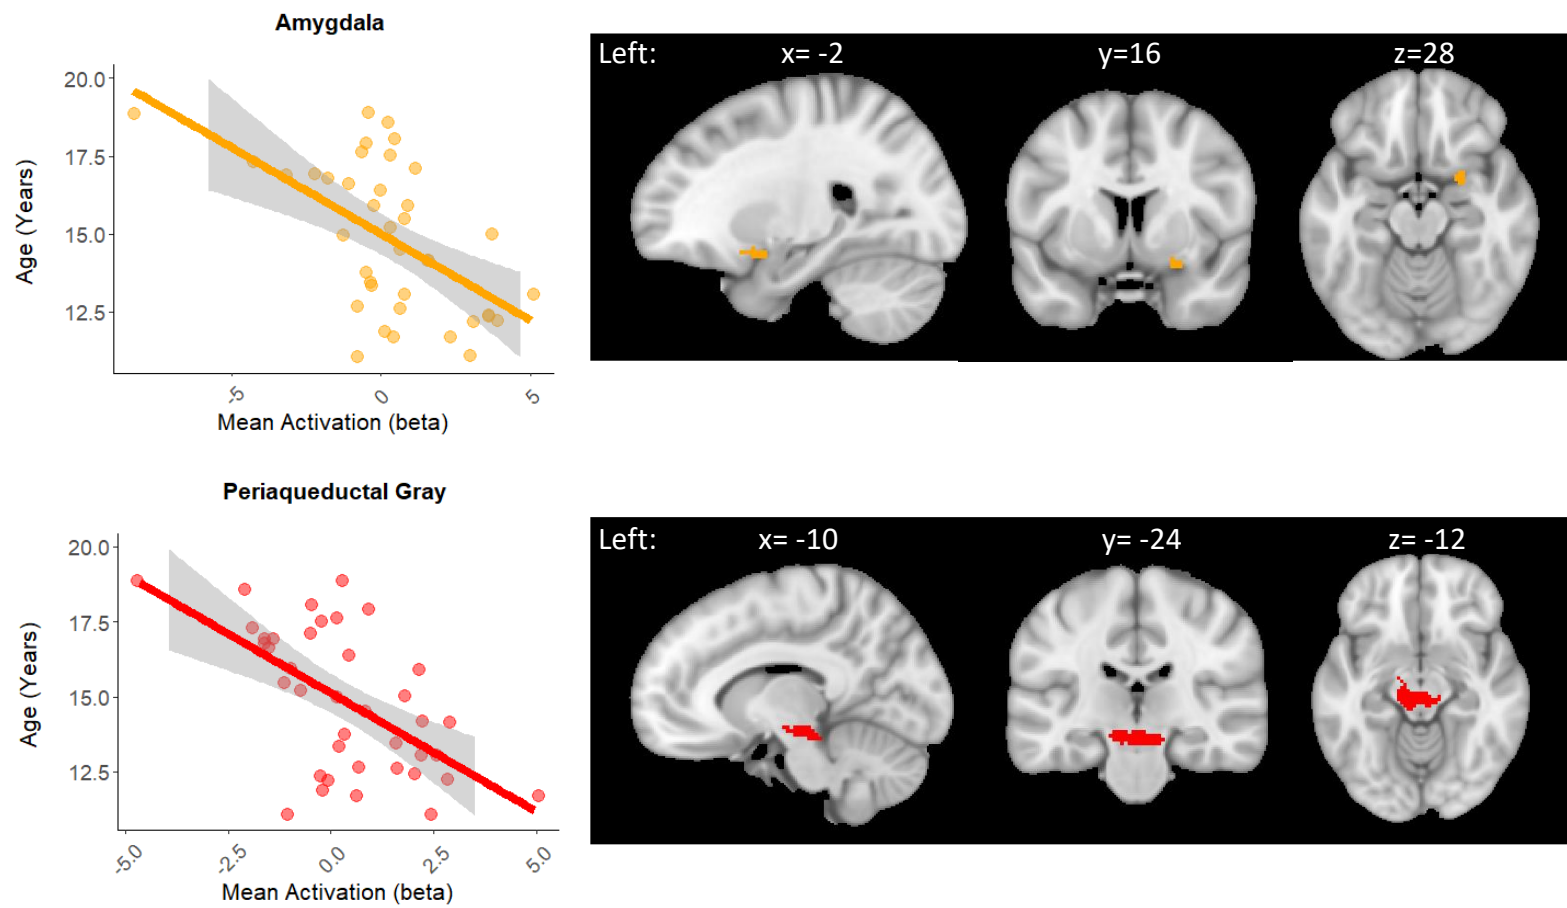 Amygdala
Left: x= -2 y=16 z=28
20.0
17.5
15.0
12.5
Age (Years)
-5 0 5
Mean Activation (beta)
Periaqueductal Gray
Left: x= -10 y= -24 z= -12
20.0
17.5
15.0
12.5
Age (Years)
-5.0 -2.5 0.0 2.5 5.0
Mean Activation (beta)